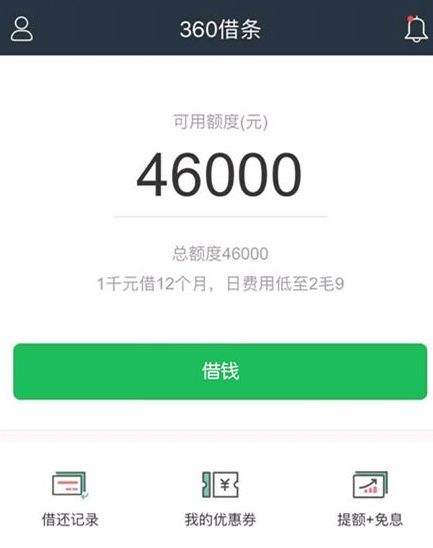 360借条
可用额度(元)
46000
总额度46000
1千元借12个月，日费用低至2毛9
借钱
借还记录
我的优惠券
提额+免息